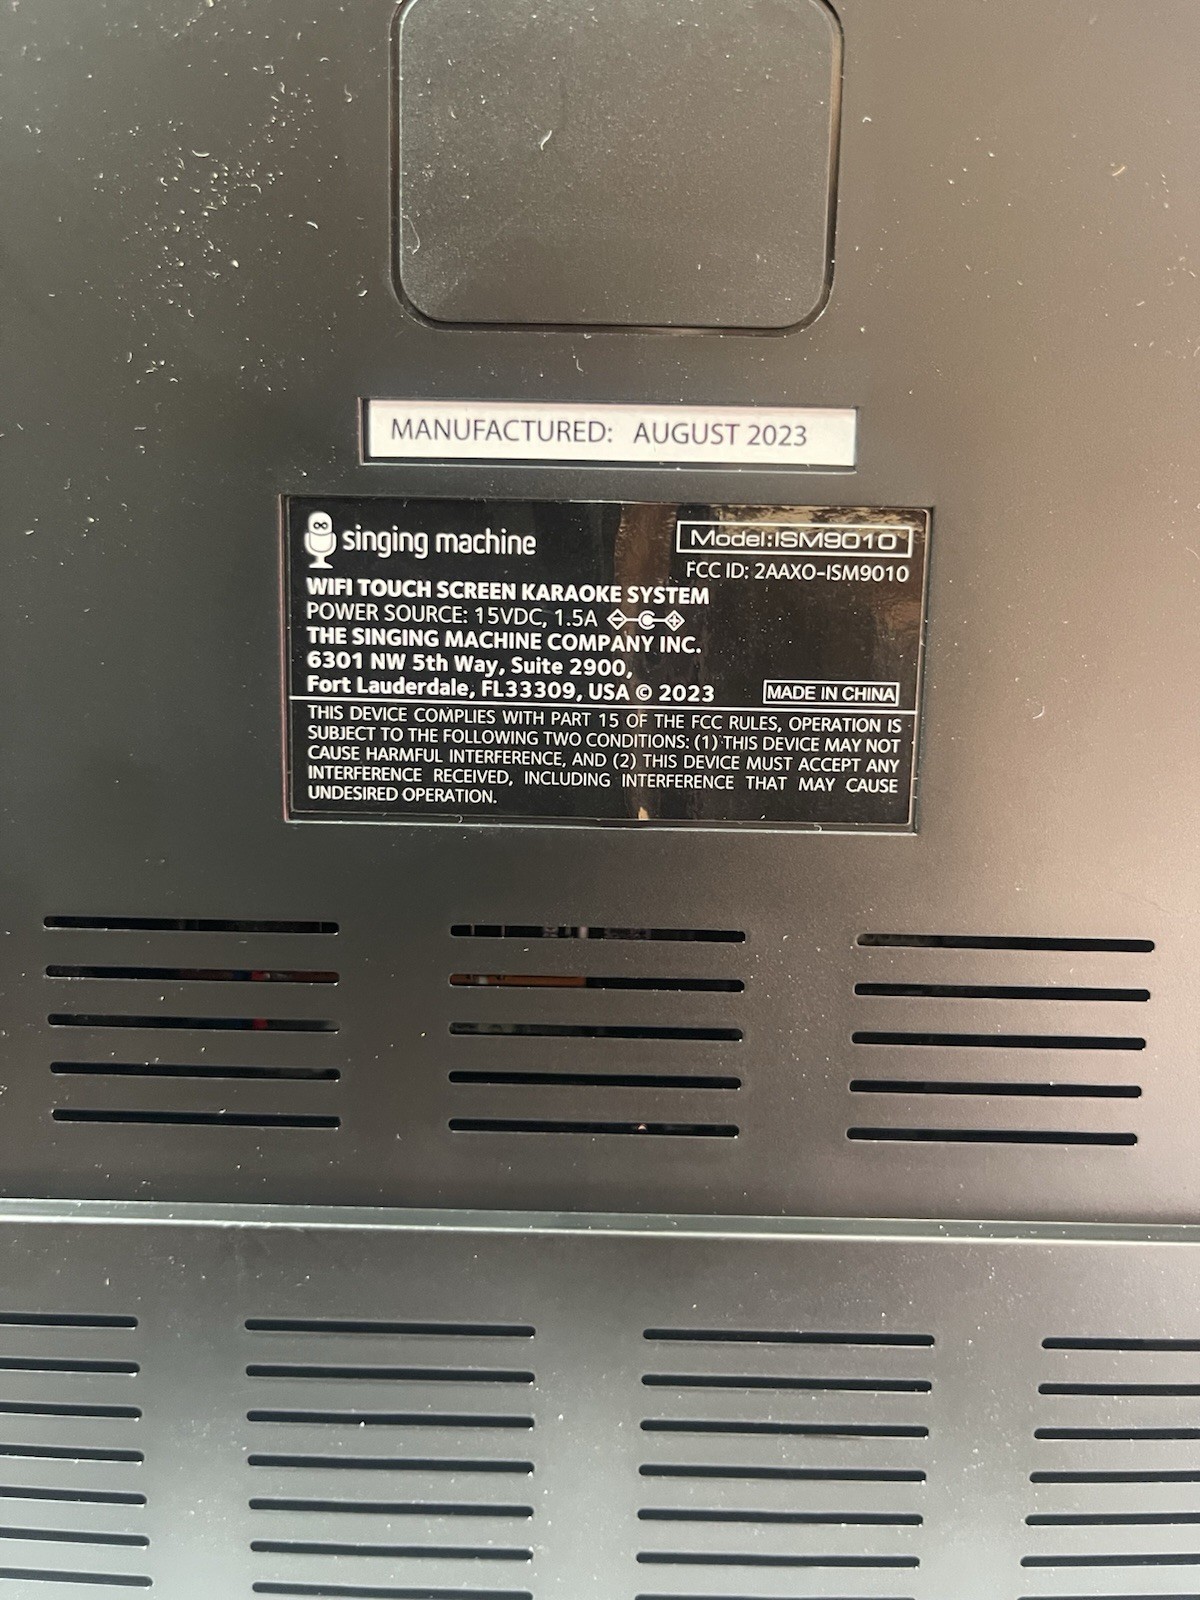 MANUFACTURED: AUGUST 2023
singing machine
Model:ISM9010
FCC ID: 2AAXO-ISM9010
WIFI TOUCH SCREEN KARAOKE SYSTEM
POWER SOURCE: 15VDC, 1.5A
THE SINGING MACHINE COMPANY INC.
6301 NW 5th Way, Suite 2900,
Fort Lauderdale, FL33309, USA © 2023
MADE IN CHINA
THIS DEVICE COMPLIES WITH PART 15 OF THE FCC RULES, OPERATION IS
SUBJECT TO THE FOLLOWING TWO CONDITIONS: (1) THIS DEVICE MAY NOT
CAUSE HARMFUL INTERFERENCE, AND (2) THIS DEVICE MUST ACCEPT ANY
INTERFERENCE RECEIVED, INCLUDING INTERFERENCE THAT MAY CAUSE
UNDESIRED OPERATION.